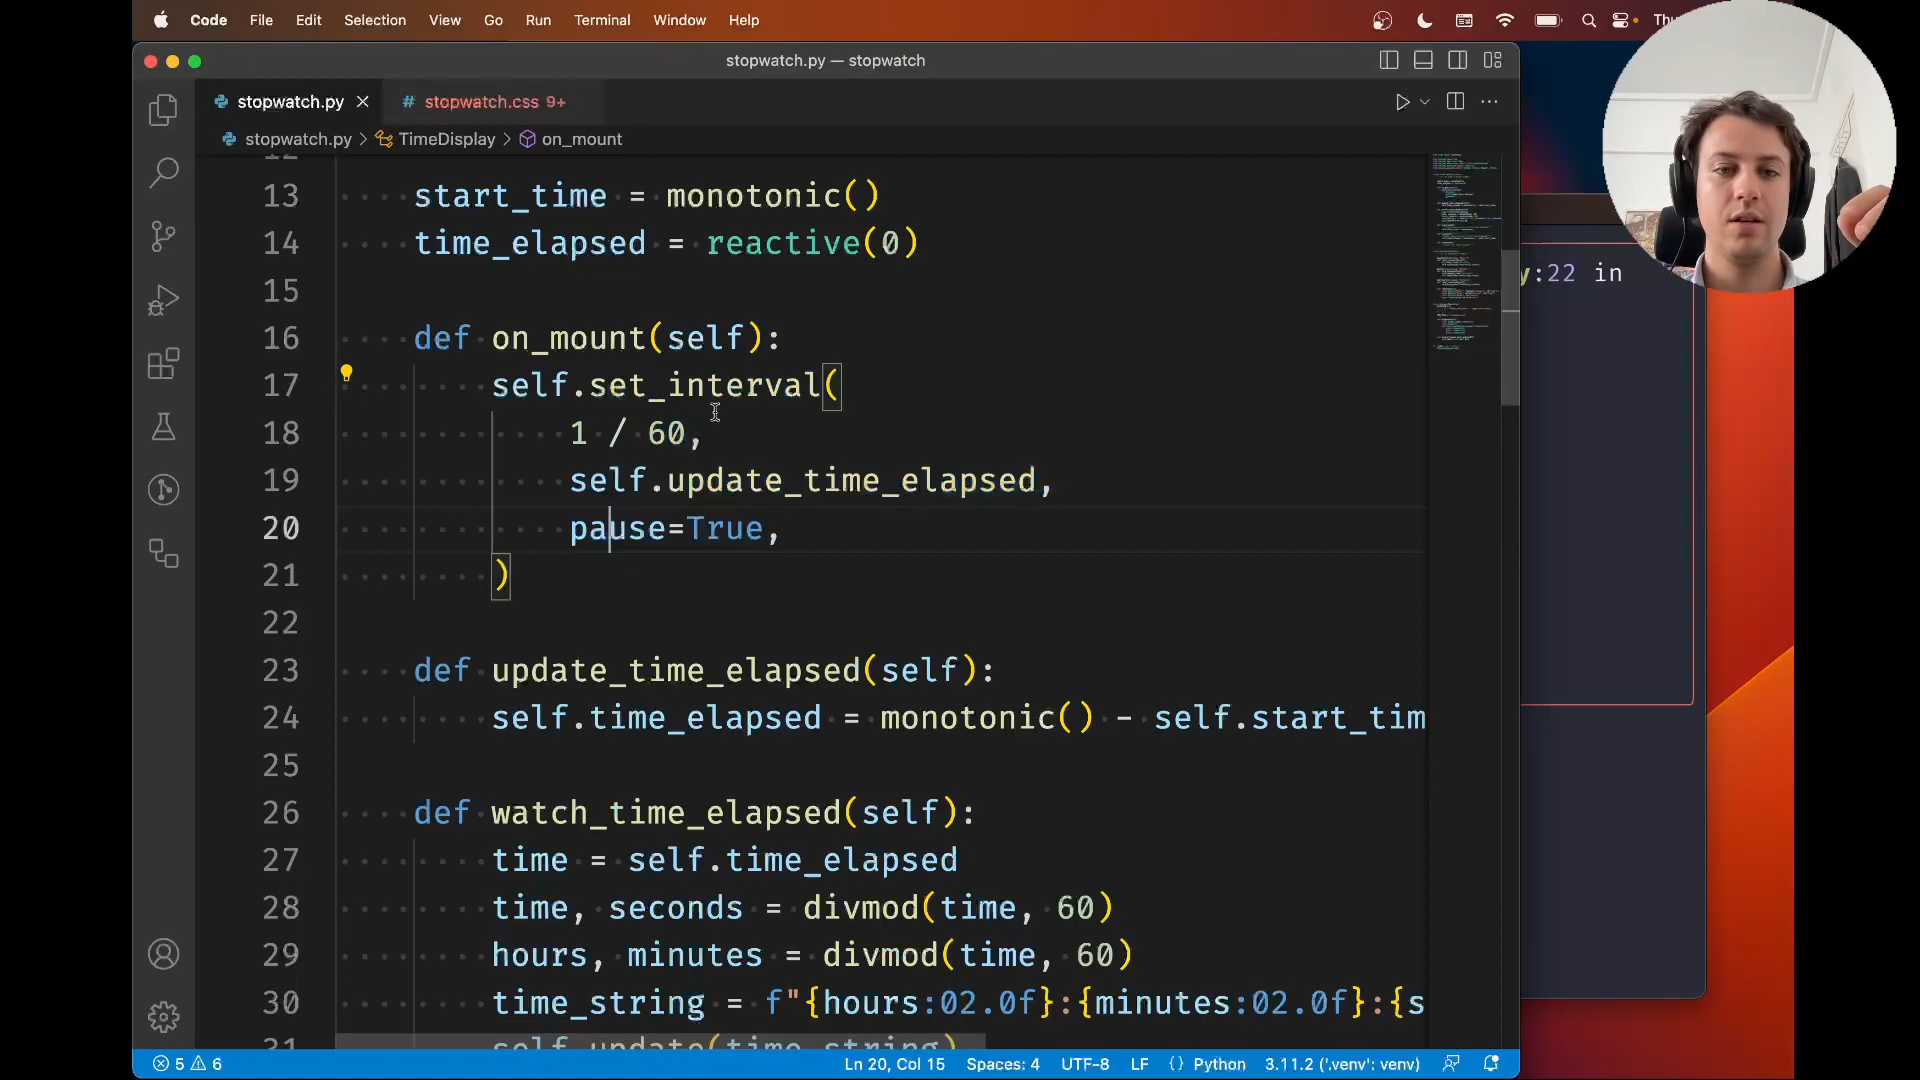 Code File Edit Selection View Go Run Terminal Window Help
stopwatch.py — stopwatch
stopwatch.py
# stopwatch.css 9+
stopwatch.py > TimeDisplay > on_mount
13 start_time = monotonic()
14 time_elapsed = reactive(0)
15
16 def on_mount(self):
17 self.set_interval(
18 1 / 60,
19 self.update_time_elapsed,
20 pause=True,
21 )
22
23 def update_time_elapsed(self):
24 self.time_elapsed = monotonic() - self.start_tim
25
26 def watch_time_elapsed(self):
27 time = self.time_elapsed
28 time, seconds = divmod(time, 60)
29 hours, minutes = divmod(time, 60)
30 time_string = f"{hours:02.0f}:{minutes:02.0f}:{s
31 self.update(time_string)
:22 in
5 6
Ln 20, Col 15 Spaces: 4 UTF-8 LF {} Python 3.11.2 ('.venv': venv)